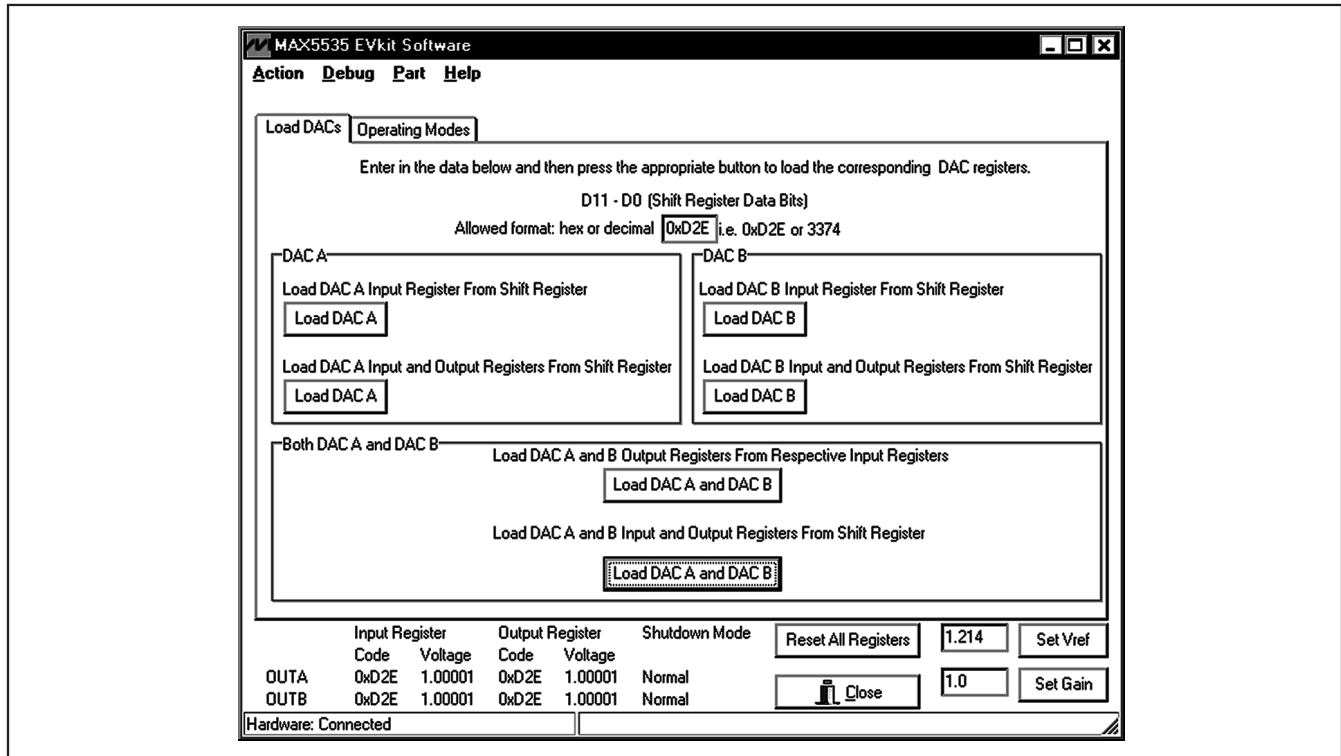 MAX5535 EVkit Software
Action Debug Part Help
Load DACs Operating Modes
Enter in the data below and then press the appropriate button to load the corresponding DAC registers.
D11 - D0 (Shift Register Data Bits)
Allowed format: hex or decimal 0xD2E i.e. 0xD2E or 3374
DAC A DAC B
Load DAC A Input Register From Shift Register Load DAC B Input Register From Shift Register
Load DAC A Load DAC B
Load DAC A Input and Output Registers From Shift Register Load DAC B Input and Output Registers From Shift Register
Load DAC A Load DAC B
Both DAC A and DAC B
Load DAC A and B Output Registers From Respective Input Registers
Load DAC A and DAC B
Load DAC A and B Input and Output Registers From Shift Register
Load DAC A and DAC B
Input Register Output Register Shutdown Mode Reset All Registers 1.214 Set Vref
Code Voltage Code Voltage
OUTA 0xD2E 1.00001 0xD2E 1.00001 Normal Close 1.0 Set Gain
OUTB 0xD2E 1.00001 0xD2E 1.00001 Normal
Hardware: Connected